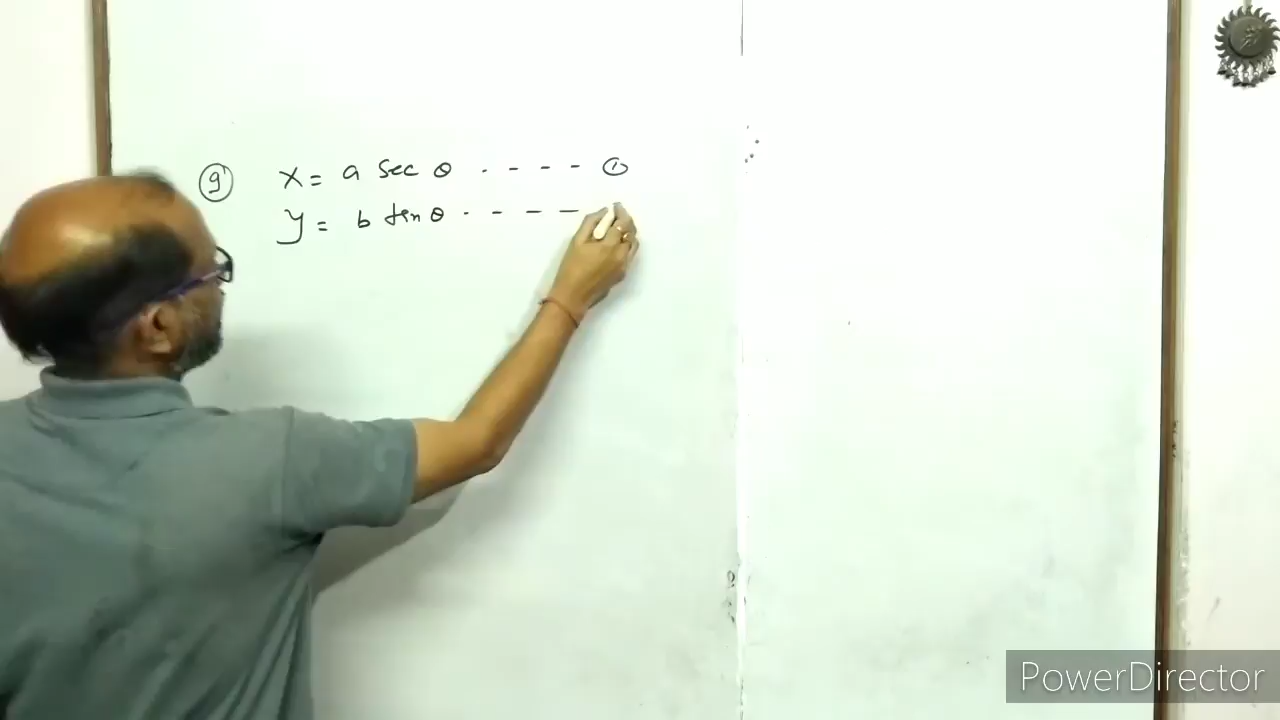 9 x = a sec θ - - - - 1
y = b tan θ - - - -
PowerDirector